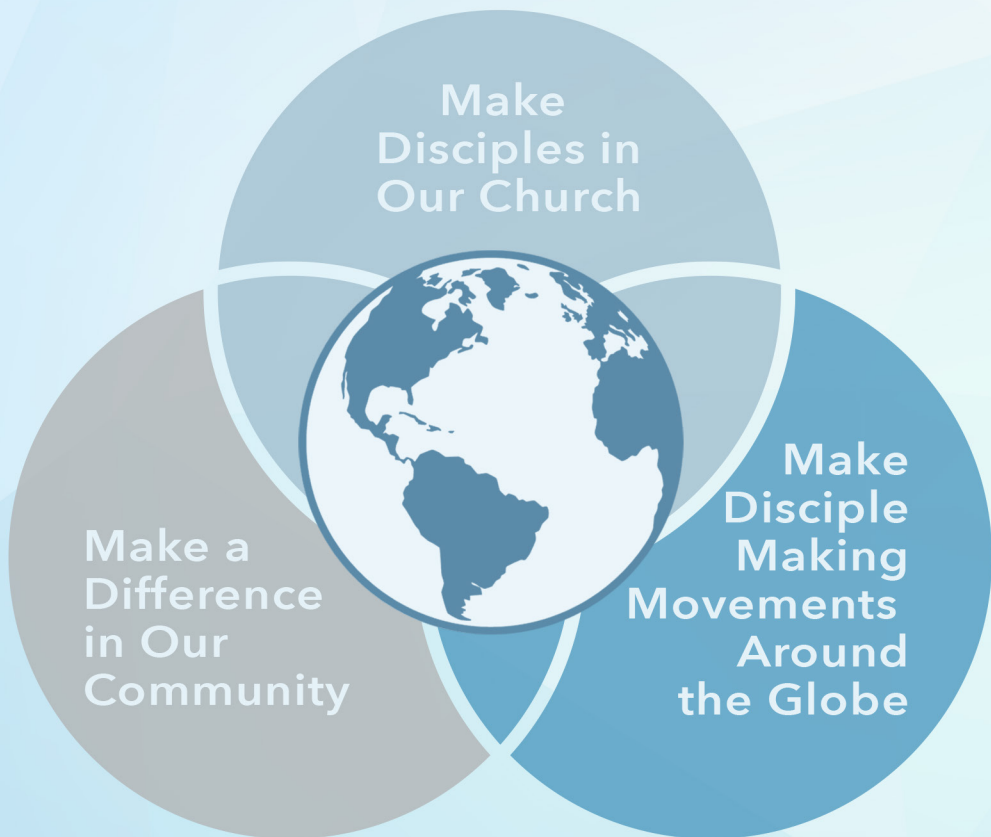 Make
Disciples in
Our Church
Make a
Difference
in Our
Community
Make
Disciple
Making
Movements
Around
the Globe